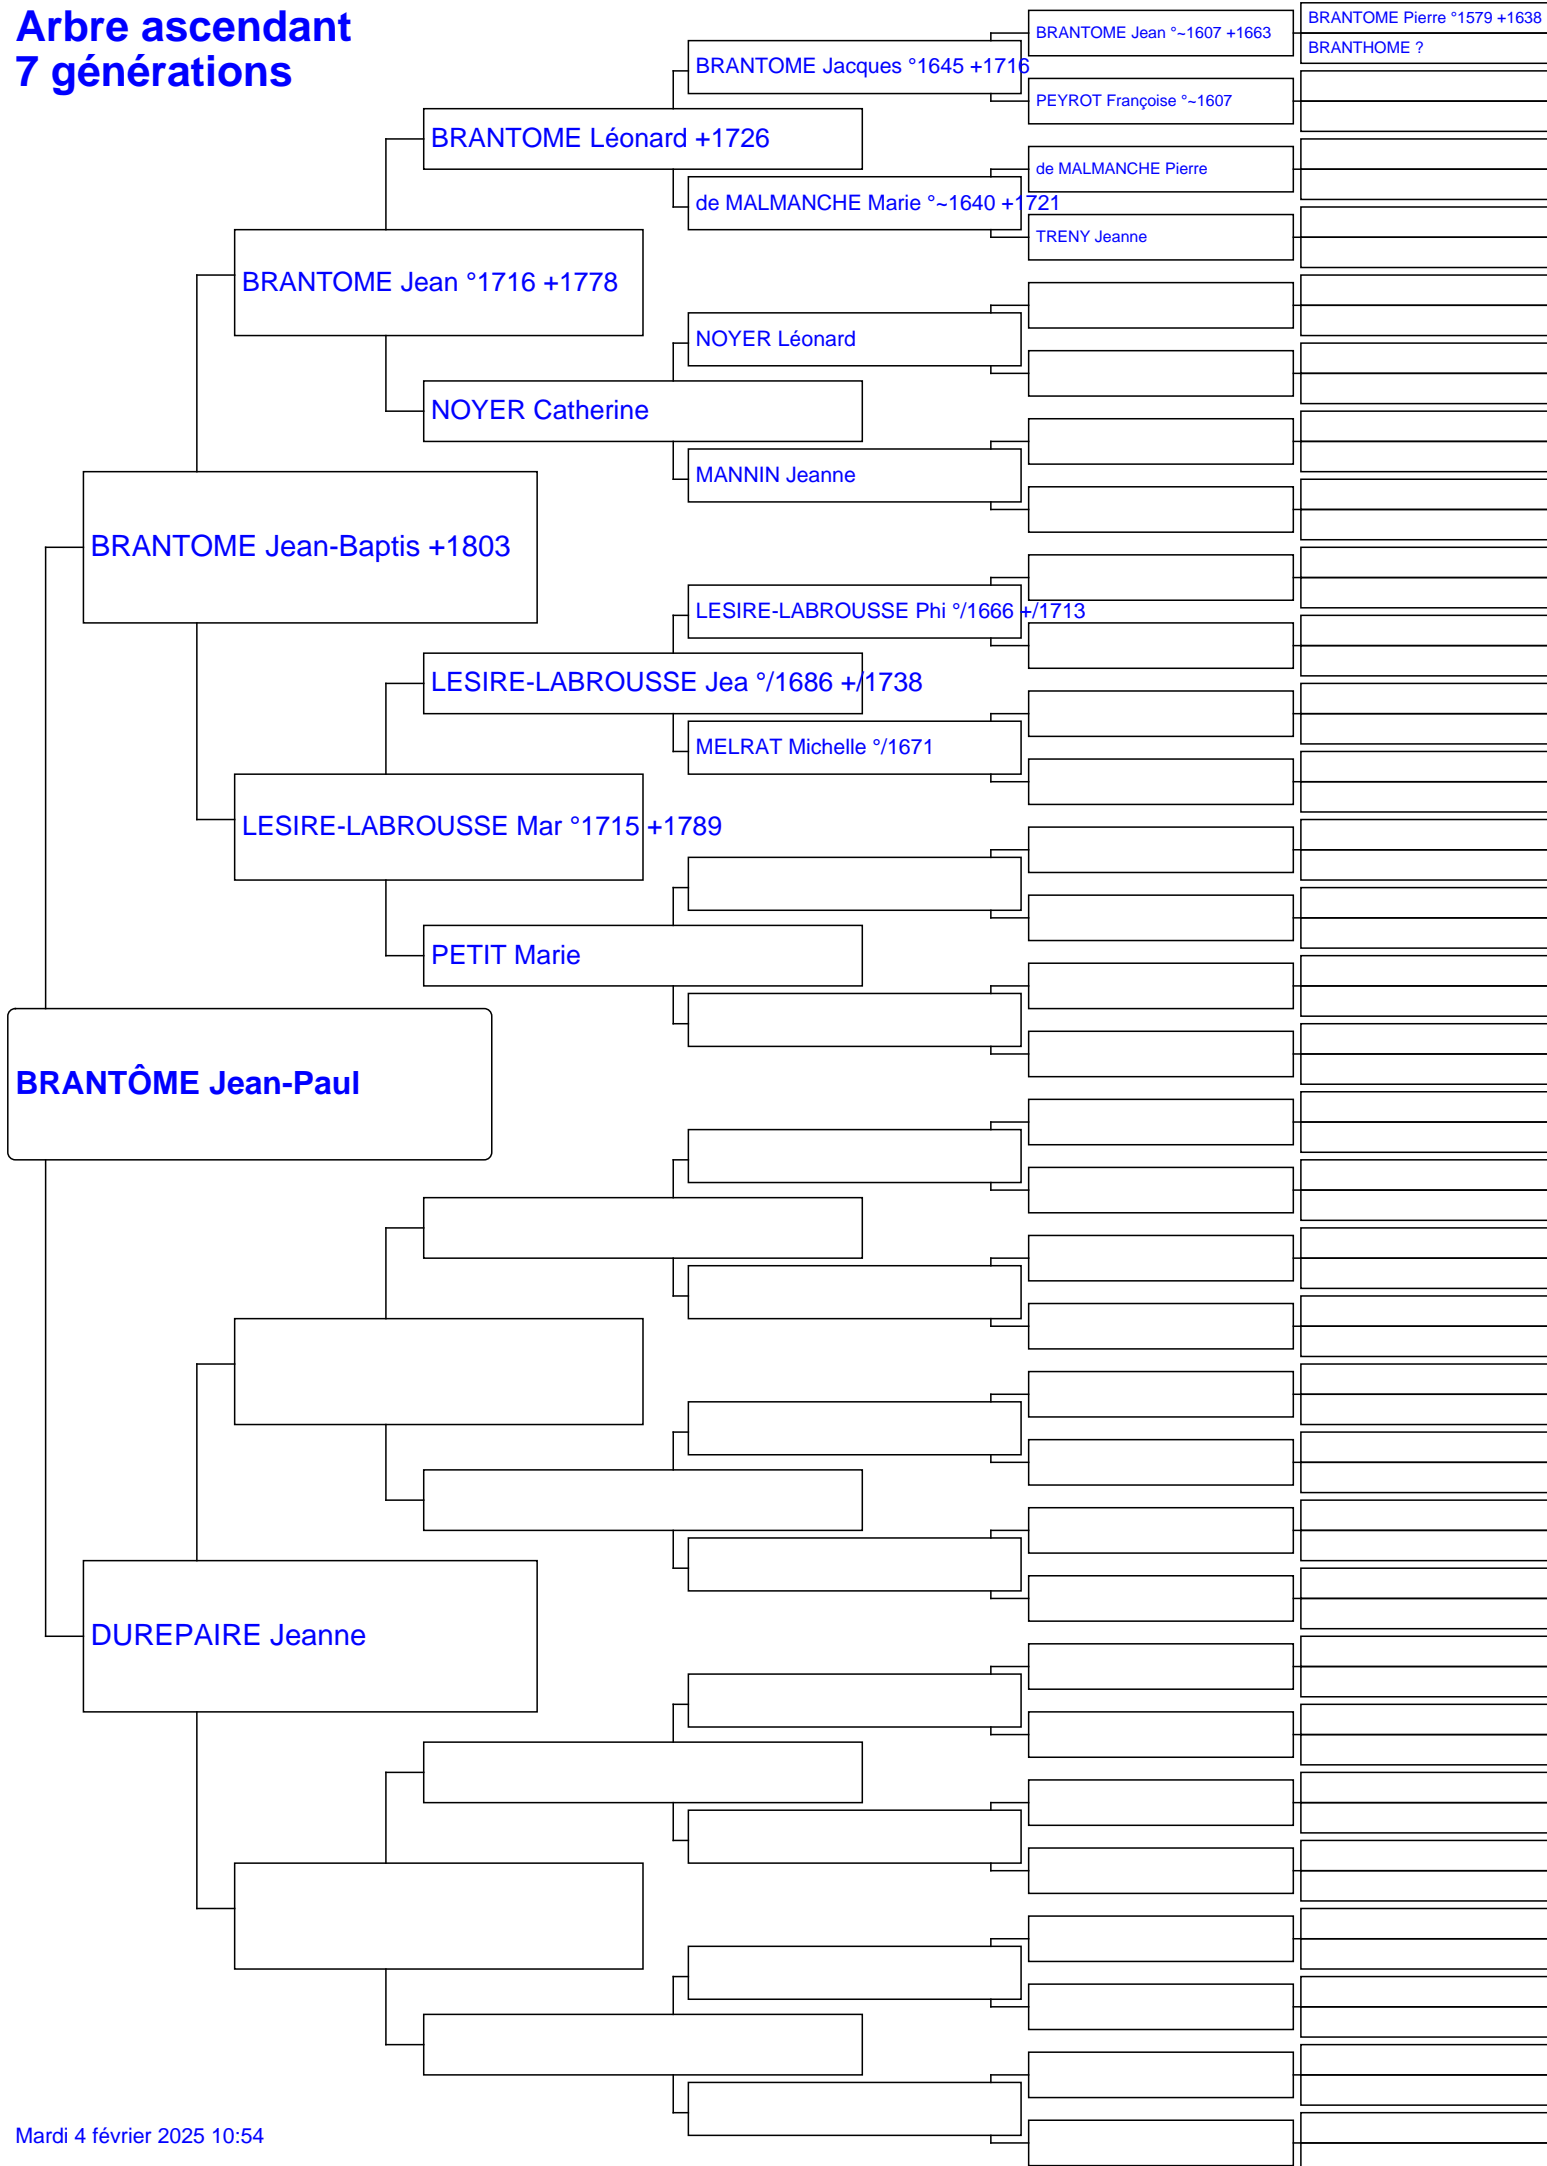 Arbre ascendant
7 générations
BRANTOME Pierre °1579 +1638
BRANTOME Jean °~1607 +1663
BRANTHOME ?
BRANTOME Jacques °1645 +1716
PEYROT Françoise °~1607
BRANTOME Léonard +1726
de MALMANCHE Pierre
de MALMANCHE Marie °~1640 +1721
TRENY Jeanne
BRANTOME Jean °1716 +1778
NOYER Léonard
NOYER Catherine
MANNIN Jeanne
BRANTOME Jean-Baptis +1803
LESIRE-LABROUSSE Phi °/1666 +/1713
LESIRE-LABROUSSE Jea °/1686 +/1738
MELRAT Michelle °/1671
LESIRE-LABROUSSE Mar °1715 +1789
PETIT Marie
BRANTÔME Jean-Paul
DUREPAIRE Jeanne
Mardi 4 février 2025 10:54